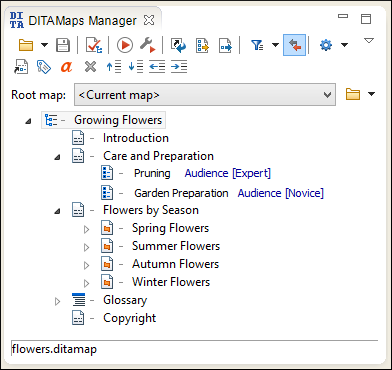 DITA DITAMaps Manager
Root map: <Current map>
Growing Flowers
Introduction
Care and Preparation
Pruning Audience [Expert]
Garden Preparation Audience [Novice]
Flowers by Season
Spring Flowers
Summer Flowers
Autumn Flowers
Winter Flowers
Glossary
Copyright
flowers.ditamap